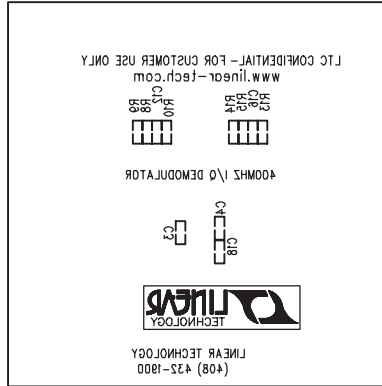 LTC CONFIDENTIAL - FOR CUSTOMER USE ONLY
www.linear-tech.com
R13
C16
R15
R14
R10
C12
R8
R9
400MHZ I/Q DEMODULATOR
C4
C18
C3
LINEAR
TECHNOLOGY
LINEAR TECHNOLOGY
(408) 432-1900